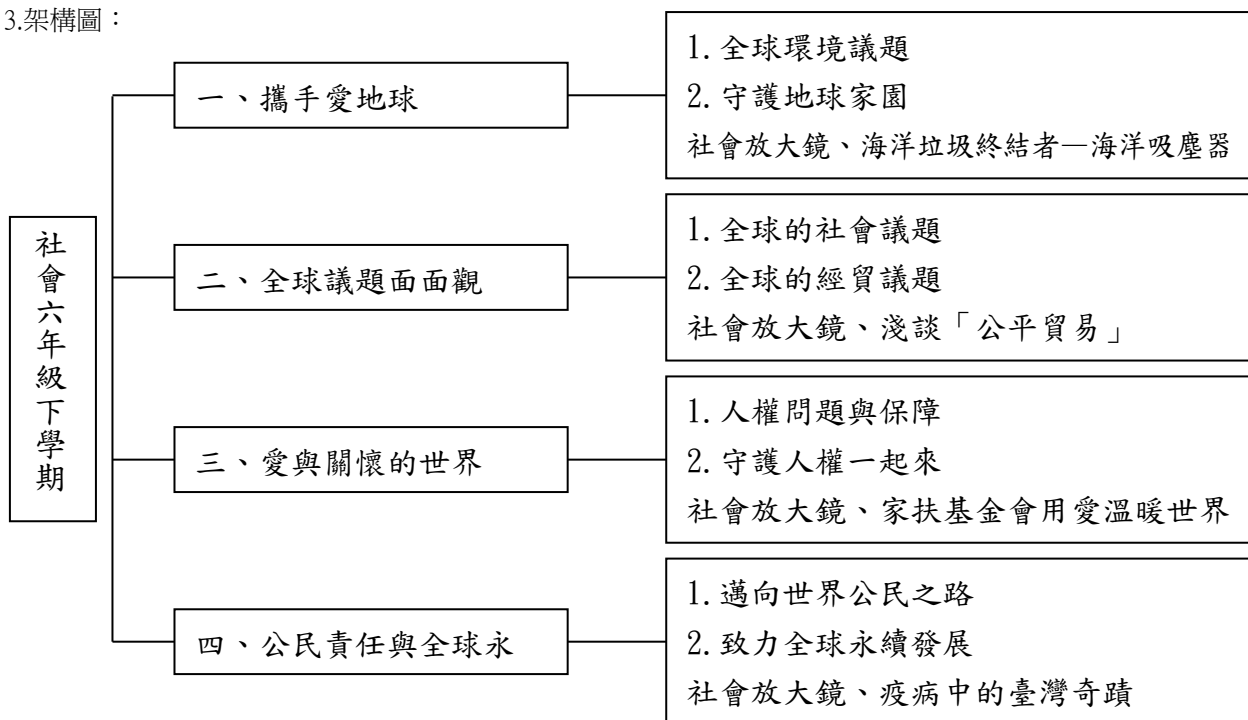 3.架構圖：
社會六年級下學期
一、攜手愛地球
1.全球環境議題
2.守護地球家園
社會放大鏡、海洋垃圾終結者—海洋吸塵器
二、全球議題面面觀
1.全球的社會議題
2.全球的經貿議題
社會放大鏡、淺談「公平貿易」
三、愛與關懷的世界
1.人權問題與保障
2.守護人權一起來
社會放大鏡、家扶基金會用愛溫暖世界
四、公民責任與全球永
1.邁向世界公民之路
2.致力全球永續發展
社會放大鏡、疫病中的臺灣奇蹟